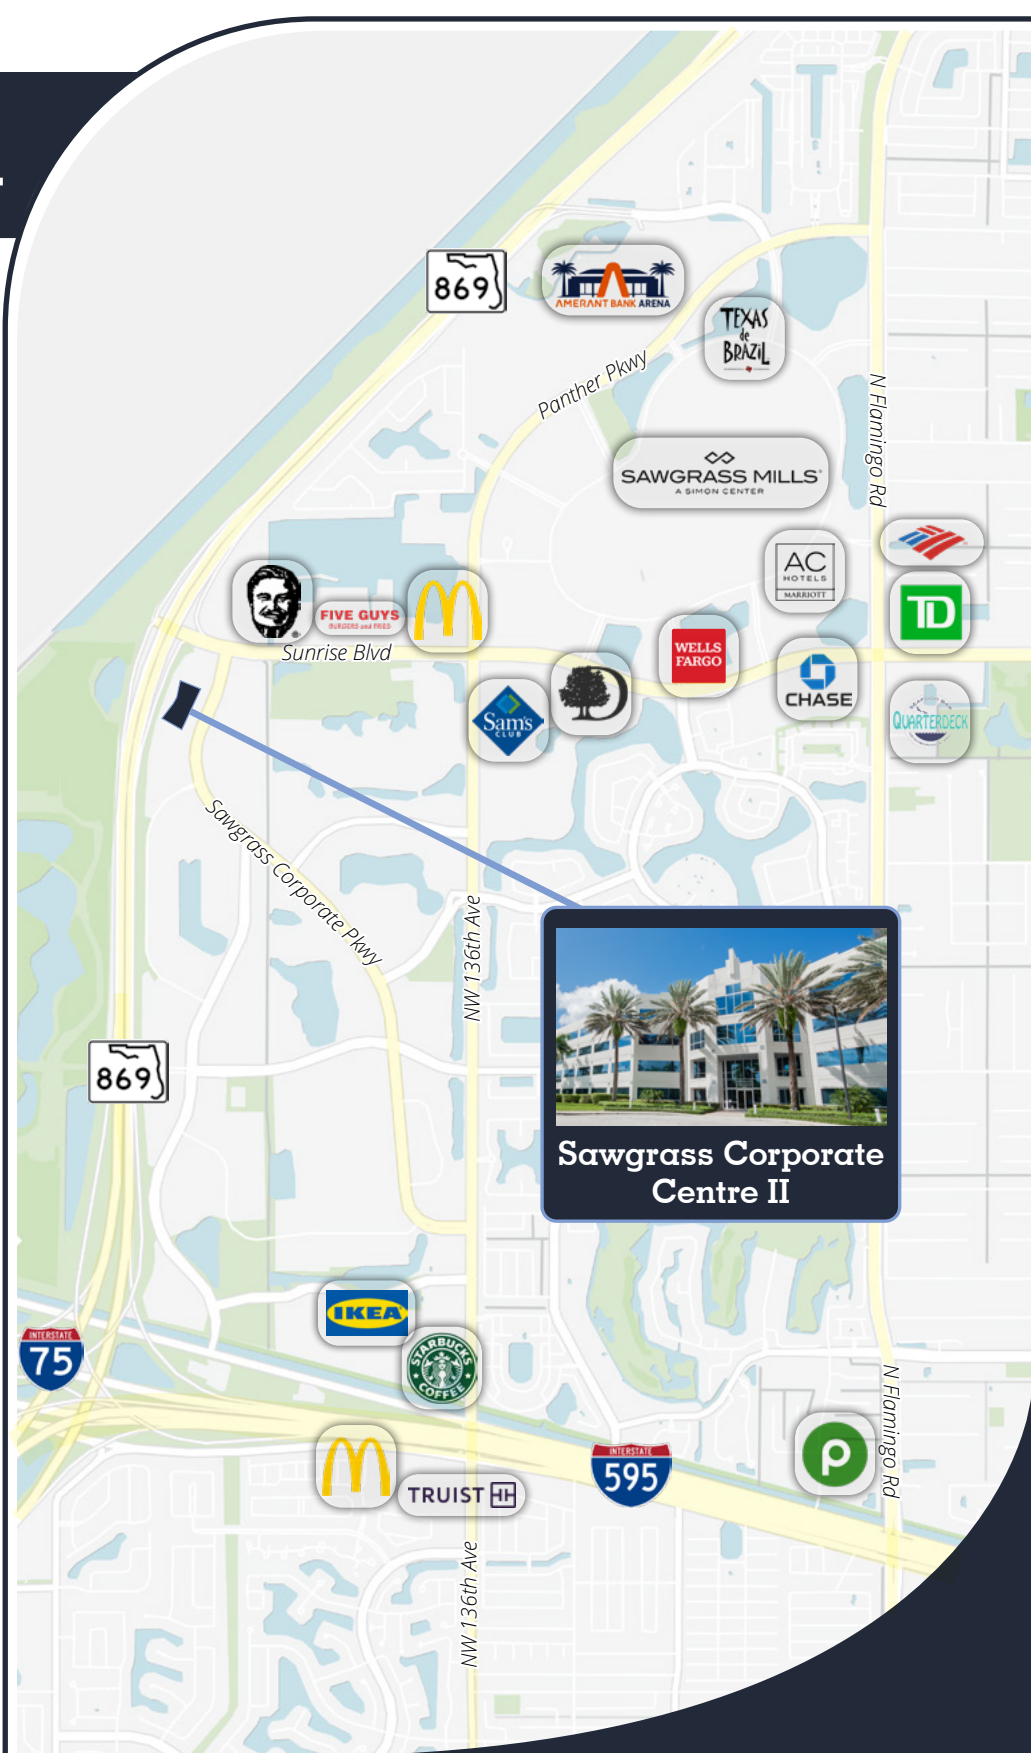 869
AMERANT BANK ARENA
TEXAS
de
BRAZIL
Panther Pkwy
N Flamingo Rd
SAWGRASS MILLS
A SIMON CENTER
AC
HOTELS
MARRIOTT
FIVE GUYS
BURGERS and FRIES
TD
Sunrise Blvd
WELLS
FARGO
CHASE
D
Sam's
CLUB
QUARTERDECK
Sawgrass Corporate Pkwy
NW 136th Ave
869
Sawgrass Corporate
Centre II
IKEA
INTERSTATE
75
STARBUCKS
COFFEE
N Flamingo Rd
INTERSTATE
595
P
TRUIST
NW 136th Ave